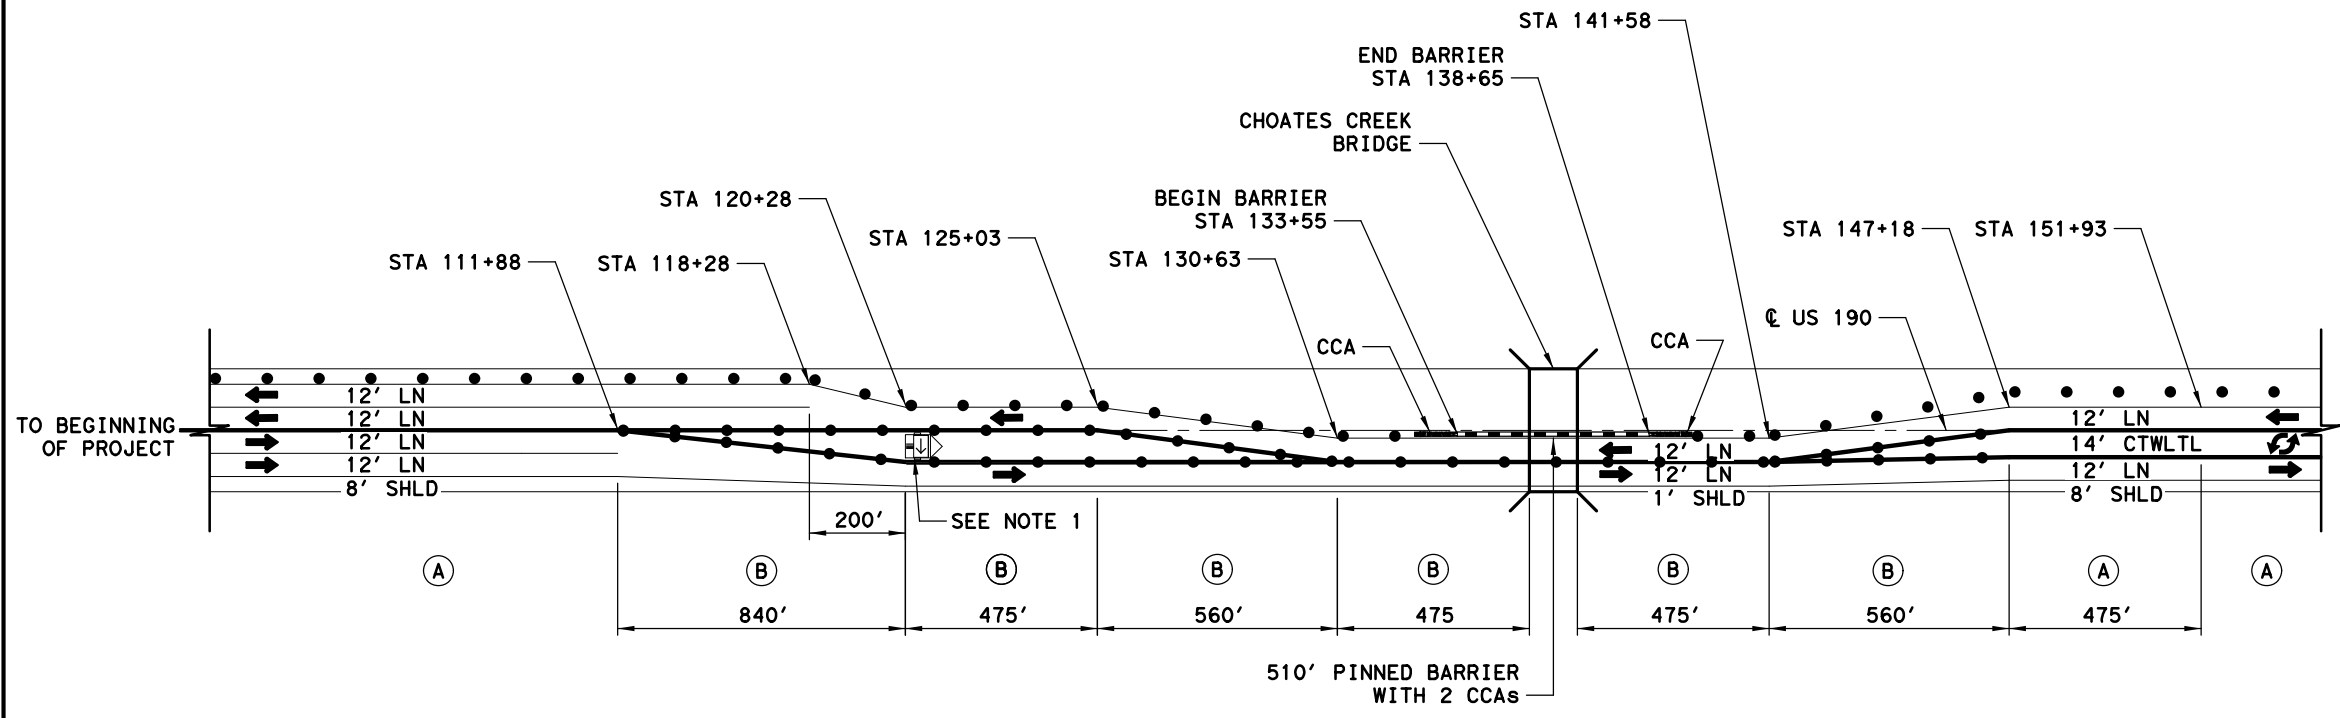 STA 141+58
END BARRIER
STA 138+65
CHOATES CREEK
BRIDGE
STA 120+28
BEGIN BARRIER
STA 133+55
STA 125+03
STA 147+18
STA 151+93
STA 111+88
STA 118+28
STA 130+63
℄ US 190
CCA
CCA
TO BEGINNING
OF PROJECT
12' LN
12' LN
12' LN
12' LN
8' SHLD
12' LN
12' LN
1' SHLD
12' LN
14' CTWLTL
12' LN
8' SHLD
200'
SEE NOTE 1
A
B
B
B
B
B
B
A
A
840'
475'
560'
475
475'
560'
475'
510' PINNED BARRIER
WITH 2 CCAs